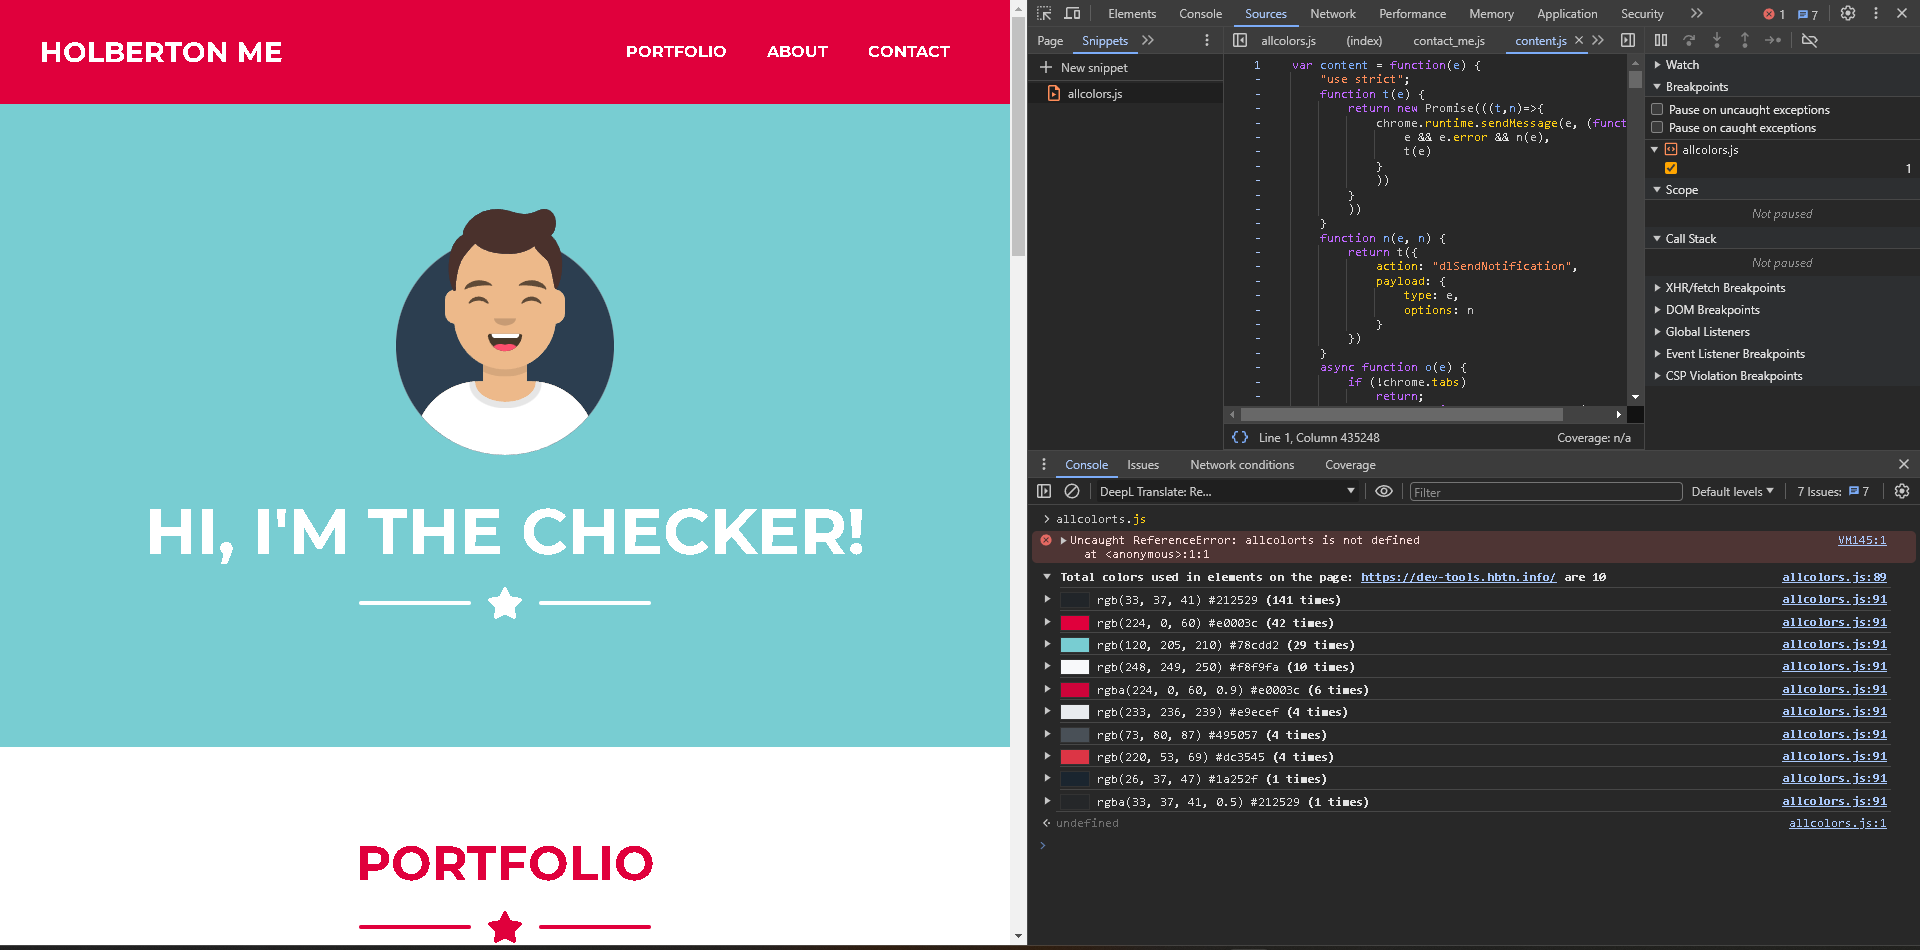 HOLBERTON ME
PORTFOLIO ABOUT CONTACT
HI, I'M THE CHECKER!
PORTFOLIO
Elements Console Sources Network Performance Memory Application Security 1 7
Page Snippets
allcolors.js (index) contact_me.js content.js
New snippet
allcolors.js
1 var content = function(e) {
- "use strict";
- function t(e) {
- return new Promise(((t,n)=>{
- chrome.runtime.sendMessage(e, (funct
- e && e.error && n(e),
- t(e)
- }
- ))
- }
- ))
- }
- function n(e, n) {
- return t({
- action: "dlSendNotification",
- payload: {
- type: e,
- options: n
- }
- })
- }
- async function o(e) {
- if (!chrome.tabs)
- return;
{} Line 1, Column 435248 Coverage: n/a
Watch
Breakpoints
Pause on uncaught exceptions
Pause on caught exceptions
allcolors.js
1
Scope
Not paused
Call Stack
Not paused
XHR/fetch Breakpoints
DOM Breakpoints
Global Listeners
Event Listener Breakpoints
CSP Violation Breakpoints
Console Issues Network conditions Coverage
DeepL Translate: Re... Filter Default levels 7 Issues: 7
> allcolorts.js
Uncaught ReferenceError: allcolorts is not defined VM145:1
at <anonymous>:1:1
Total colors used in elements on the page: https://dev-tools.hbtn.info/ are 10 allcolors.js:89
rgb(33, 37, 41) #212529 (141 times) allcolors.js:91
rgb(224, 0, 60) #e0003c (42 times) allcolors.js:91
rgb(120, 205, 210) #78cdd2 (29 times) allcolors.js:91
rgb(248, 249, 250) #f8f9fa (10 times) allcolors.js:91
rgba(224, 0, 60, 0.9) #e0003c (6 times) allcolors.js:91
rgb(233, 236, 239) #e9ecef (4 times) allcolors.js:91
rgb(73, 80, 87) #495057 (4 times) allcolors.js:91
rgb(220, 53, 69) #dc3545 (4 times) allcolors.js:91
rgb(26, 37, 47) #1a252f (1 times) allcolors.js:91
rgba(33, 37, 41, 0.5) #212529 (1 times) allcolors.js:91
undefined allcolors.js:1